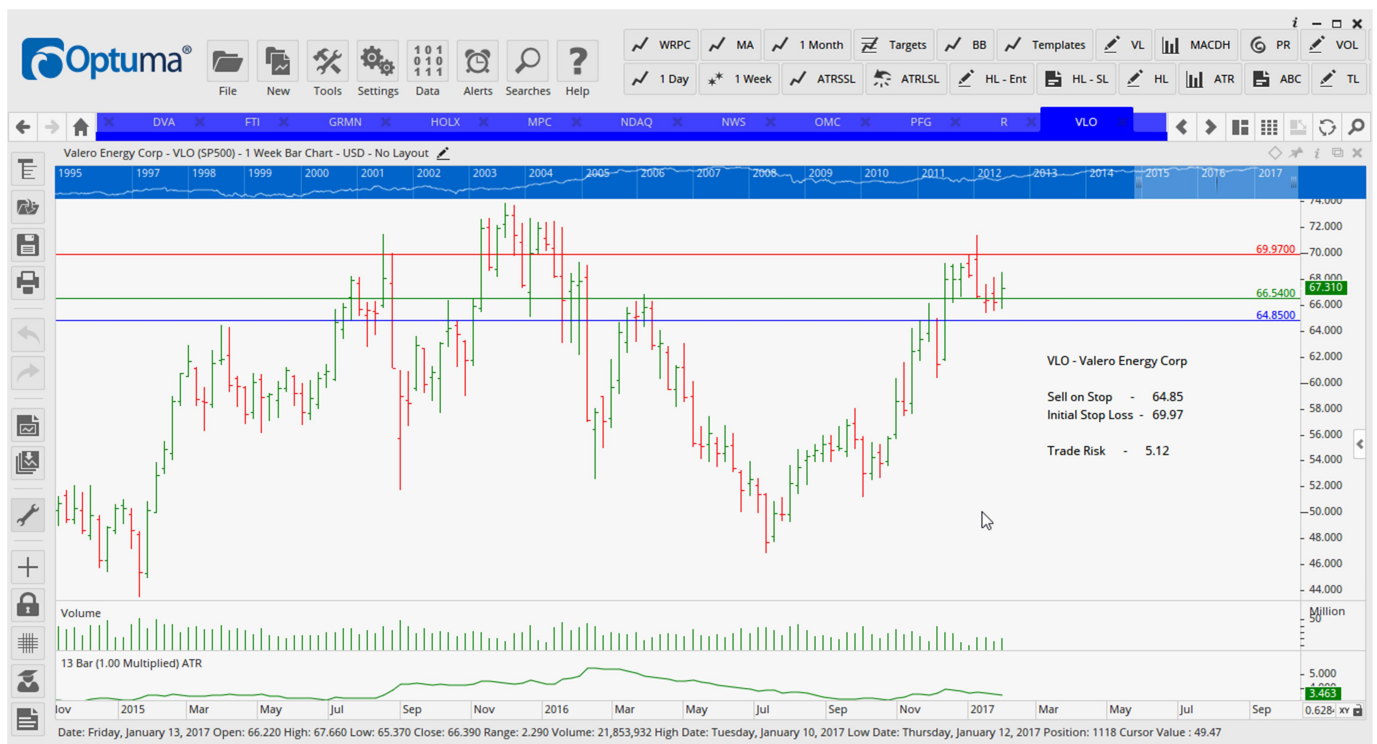 i
Optuma®
File New Tools Settings Data Alerts Searches Help
101
010
111
WRPC MA 1 Month Targets BB Templates VL MACDH PR VOL
1 Day 1 Week ATRSSL ATRLSL HL - Ent HL - SL HL ATR ABC TL
DVA FTI GRMN HOLX MPC NDAQ NWS OMC PFG R VLO
Valero Energy Corp - VLO (SP500) - 1 Week Bar Chart - USD - No Layout
1995 1997 1998 1999 2000 2001 2002 2003 2004 2005 2006 2007 2008 2009 2010 2011 2012 2013 2014 2015 2016 2017
74.000
72.000
69.9700 70.000
68.000
67.310
66.5400
66.000
64.8500
64.000
62.000
VLO - Valero Energy Corp
60.000
Sell on Stop - 64.85
58.000
Initial Stop Loss - 69.97
56.000
Trade Risk - 5.12
54.000
52.000
50.000
48.000
46.000
44.000
Volume
Million
50
13 Bar (1.00 Multiplied) ATR
5.000
3.463
2015 Mar May Jul Sep Nov 2016 Mar May Jul Sep Nov 2017 Mar May Jul Sep
XY
Date: Friday, January 13, 2017 Open: 66.220 High: 67.660 Low: 65.370 Close: 66.390 Range: 2.290 Volume: 21,853,932 High Date: Tuesday, January 10, 2017 Low Date: Thursday, January 12, 2017 Position: 1118 Cursor Value : 49.47